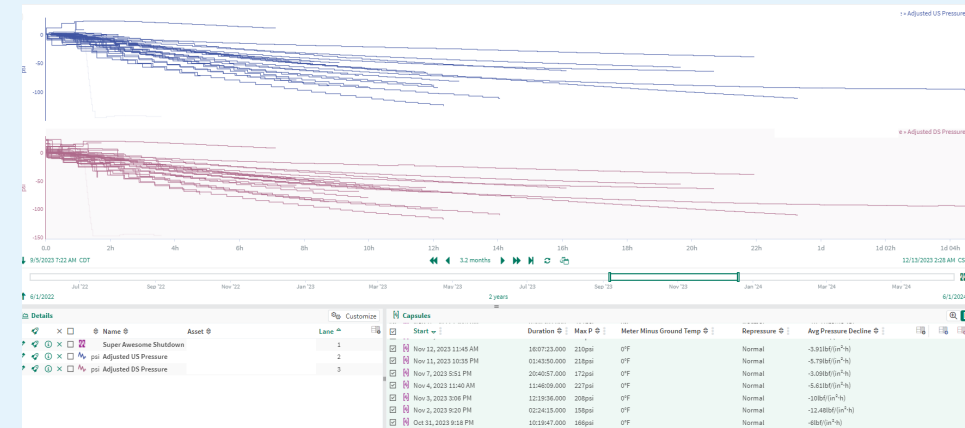 Adjusted US Pressure
0
-50
-100
psi
Adjusted DS Pressure
0
-50
-100
-150
psi
0.0 2h 4h 6h 8h 10h 12h 14h 16h 18h 20h 22h 1d 1d 02h 1d 04h
9/5/2023 7:22 AM CDT 3.2 months 12/13/2023 2:28 AM CS
Jul '22 Sep '22 Nov '22 Jan '23 Mar '23 May '23 Jul '23 Sep '23 Nov '23 Jan '24 Mar '24 May '24
6/1/2022 2 years 6/1/2024
Details Customize
Name Asset Lane
Super Awesome Shutdown 1
psi Adjusted US Pressure 2
psi Adjusted DS Pressure 3
Capsules
Start Duration Max P Meter Minus Ground Temp Repressure Avg Pressure Decline
Nov 12, 2023 11:45 AM 16:07:23.000 210psi 0°F Normal -3.91lbf/(in²·h)
Nov 11, 2023 10:35 PM 01:43:50.000 218psi 0°F Normal -5.79lbf/(in²·h)
Nov 7, 2023 5:51 PM 20:40:57.000 172psi 0°F Normal -3.09lbf/(in²·h)
Nov 4, 2023 11:40 AM 11:46:09.000 227psi 0°F Normal -5.61lbf/(in²·h)
Nov 3, 2023 3:06 PM 12:19:36.000 208psi 0°F Normal -10lbf/(in²·h)
Nov 2, 2023 9:20 PM 02:24:15.000 158psi 0°F Normal -12.48lbf/(in²·h)
Oct 31, 2023 9:18 PM 10:19:47.000 166psi 0°F Normal -6lbf/(in²·h)